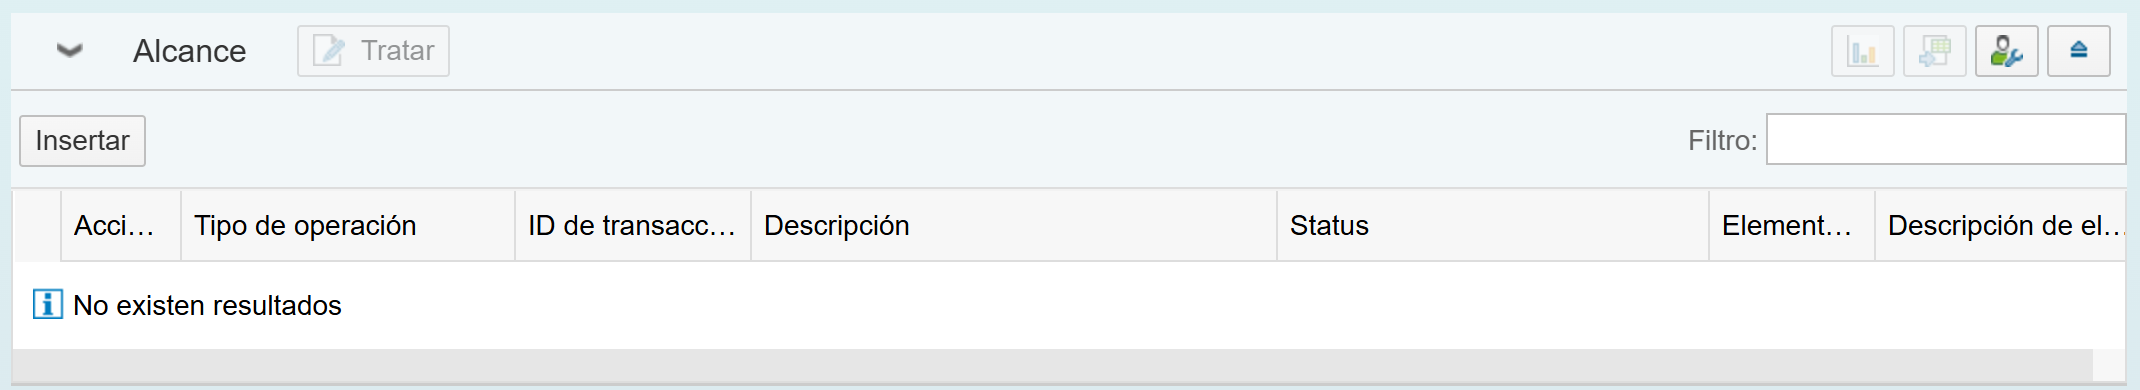 Alcance Tratar
Insertar Filtro:
Acci... Tipo de operación ID de transacc... Descripción Status Element... Descripción de el...
No existen resultados